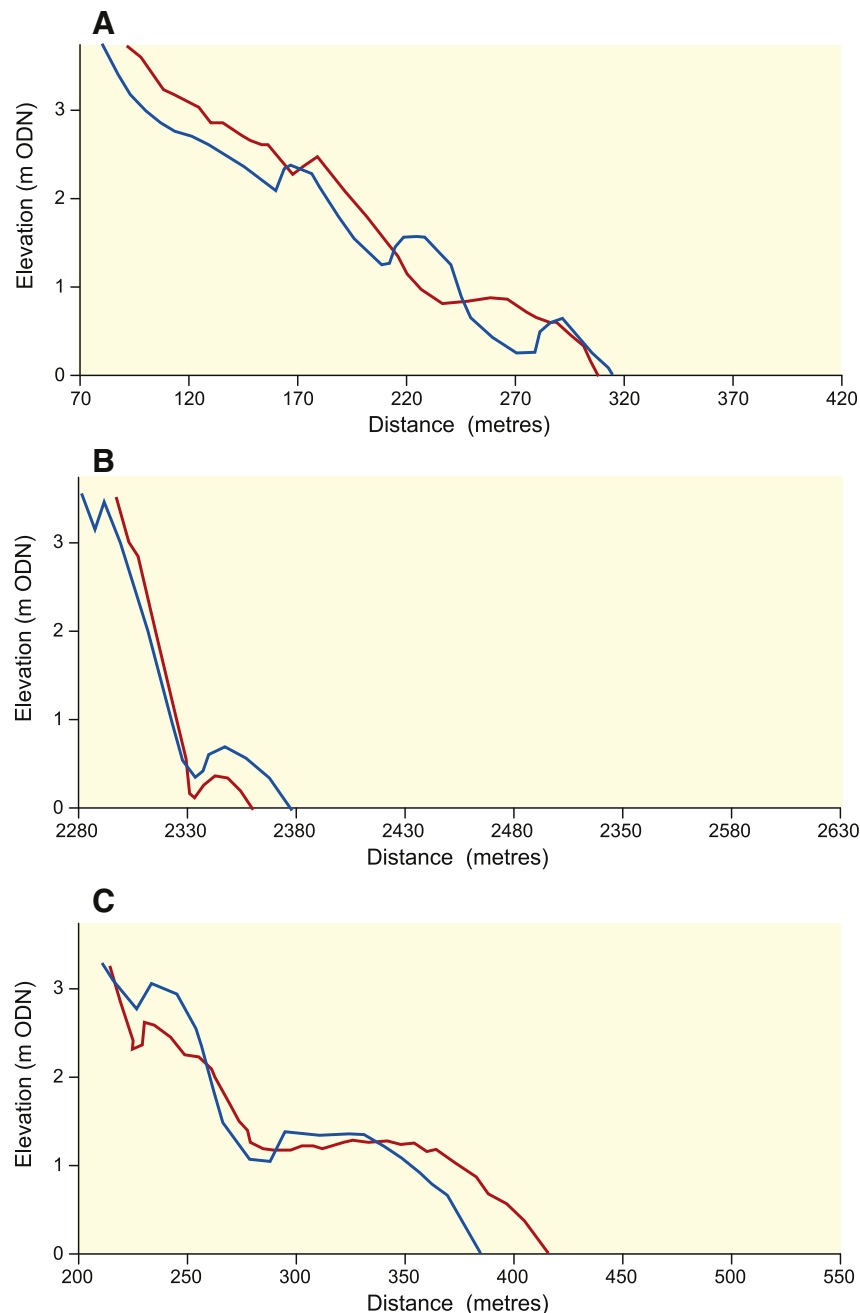 A
3
2
1
0
Elevation (m ODN)
70 120 170 220 270 320 370 420
Distance (metres)
B
3
2
1
0
Elevation (m ODN)
2280 2330 2380 2430 2480 2350 2580 2630
Distance (metres)
C
3
2
1
0
Elevation (m ODN)
200 250 300 350 400 450 500 550
Distance (metres)